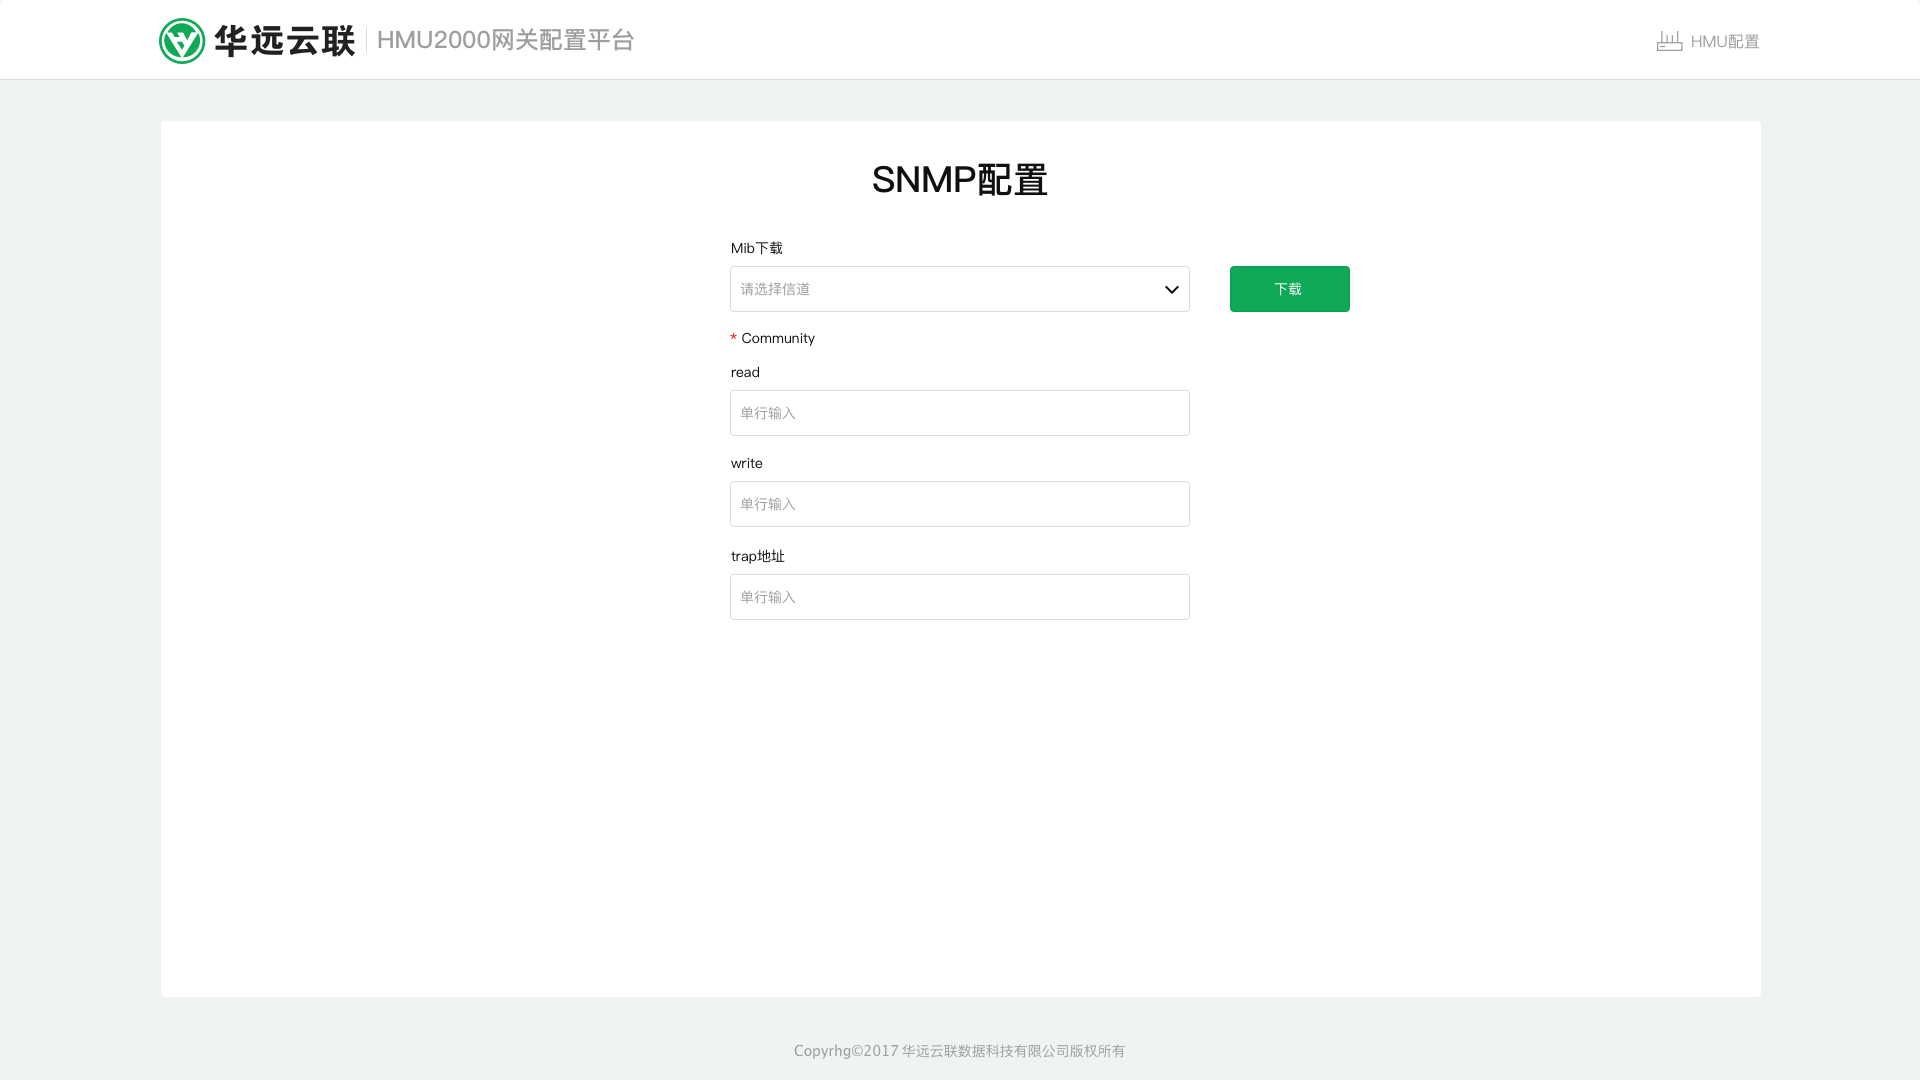 华远云联 HMU2000网关配置平台 HMU配置
SNMP配置
Mib下载
请选择信道 下载
* Community
read
单行输入
write
单行输入
trap地址
单行输入
Copyrhg©2017 华远云联数据科技有限公司版权所有